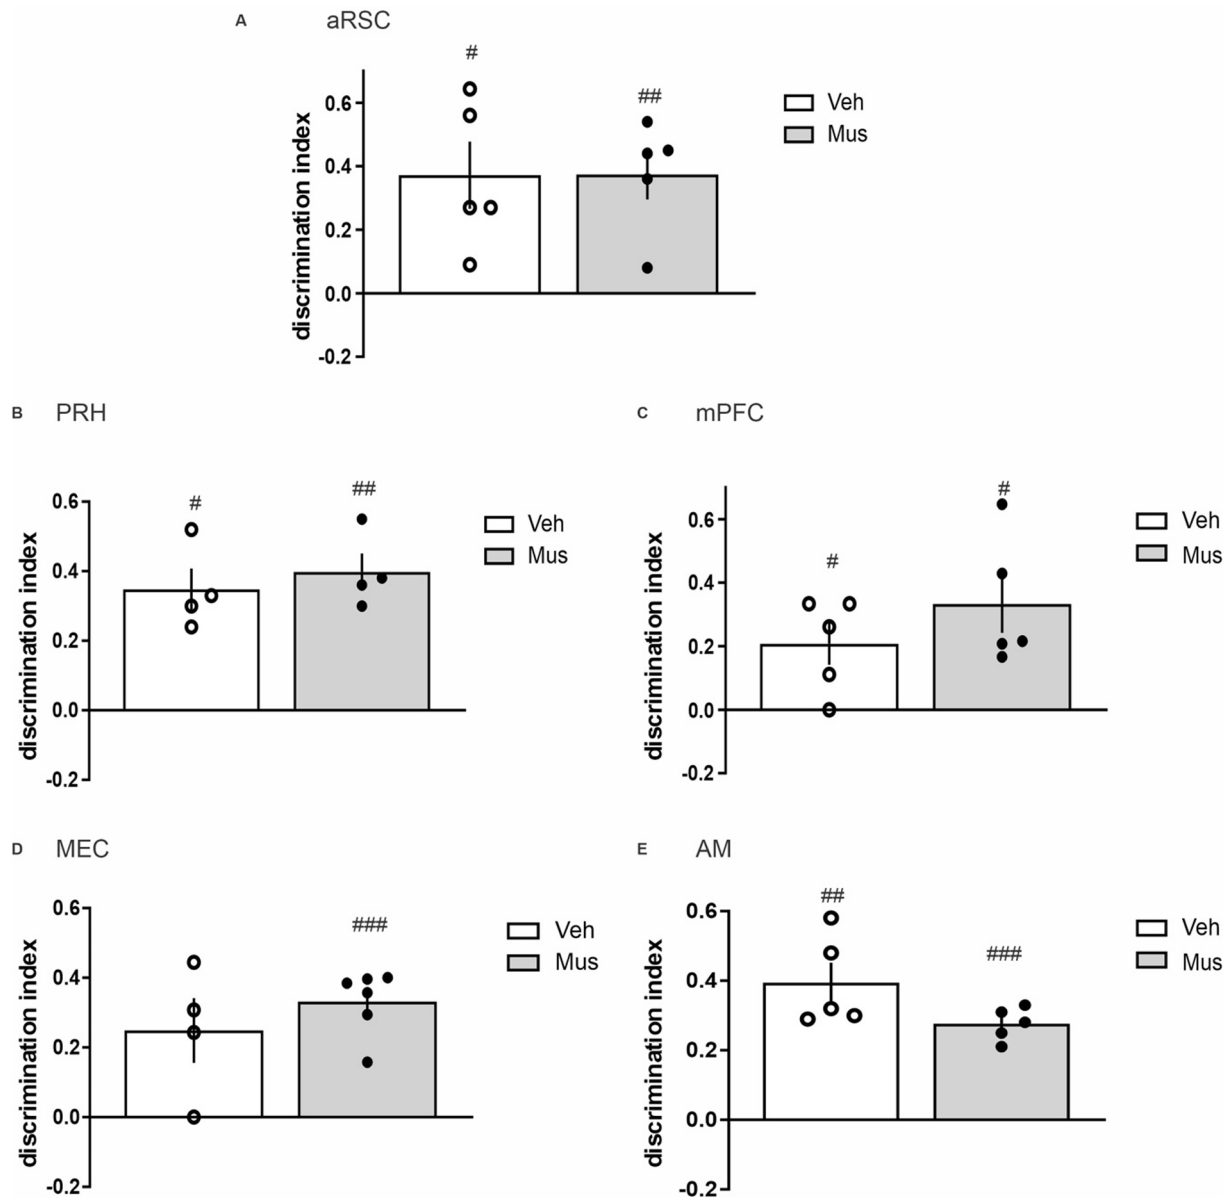 A aRSC
#
##
0.6
0.4
0.2
0.0
-0.2
discrimination index
Veh
Mus
B PRH
#
##
0.6
0.4
0.2
0.0
-0.2
discrimination index
Veh
Mus
C mPFC
#
#
0.6
0.4
0.2
0.0
-0.2
discrimination index
Veh
Mus
D MEC
###
0.6
0.4
0.2
0.0
-0.2
discrimination index
Veh
Mus
E AM
##
###
0.6
0.4
0.2
0.0
-0.2
discrimination index
Veh
Mus